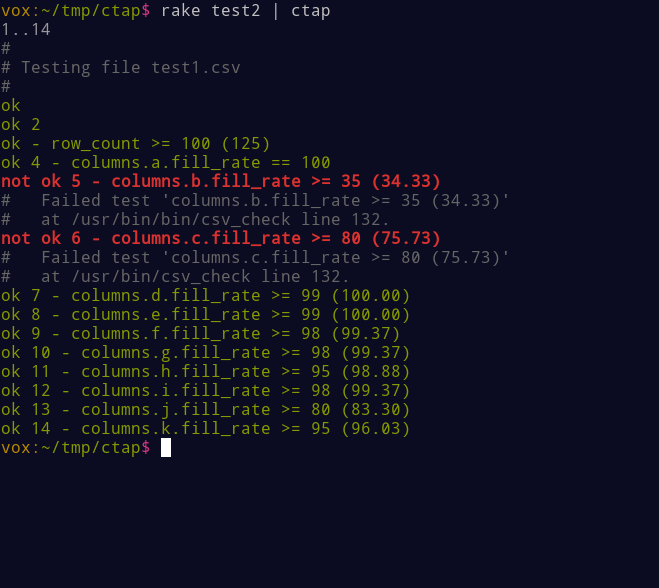 vox:~/tmp/ctap$ rake test2 | ctap
1..14
#
# Testing file test1.csv
#
ok
ok 2
ok - row_count >= 100 (125)
ok 4 - columns.a.fill_rate == 100
not ok 5 - columns.b.fill_rate >= 35 (34.33)
#   Failed test 'columns.b.fill_rate >= 35 (34.33)'
#   at /usr/bin/bin/csv_check line 132.
not ok 6 - columns.c.fill_rate >= 80 (75.73)
#   Failed test 'columns.c.fill_rate >= 80 (75.73)'
#   at /usr/bin/csv_check line 132.
ok 7 - columns.d.fill_rate >= 99 (100.00)
ok 8 - columns.e.fill_rate >= 99 (100.00)
ok 9 - columns.f.fill_rate >= 98 (99.37)
ok 10 - columns.g.fill_rate >= 98 (99.37)
ok 11 - columns.h.fill_rate >= 95 (98.88)
ok 12 - columns.i.fill_rate >= 98 (99.37)
ok 13 - columns.j.fill_rate >= 80 (83.30)
ok 14 - columns.k.fill_rate >= 95 (96.03)
vox:~/tmp/ctap$